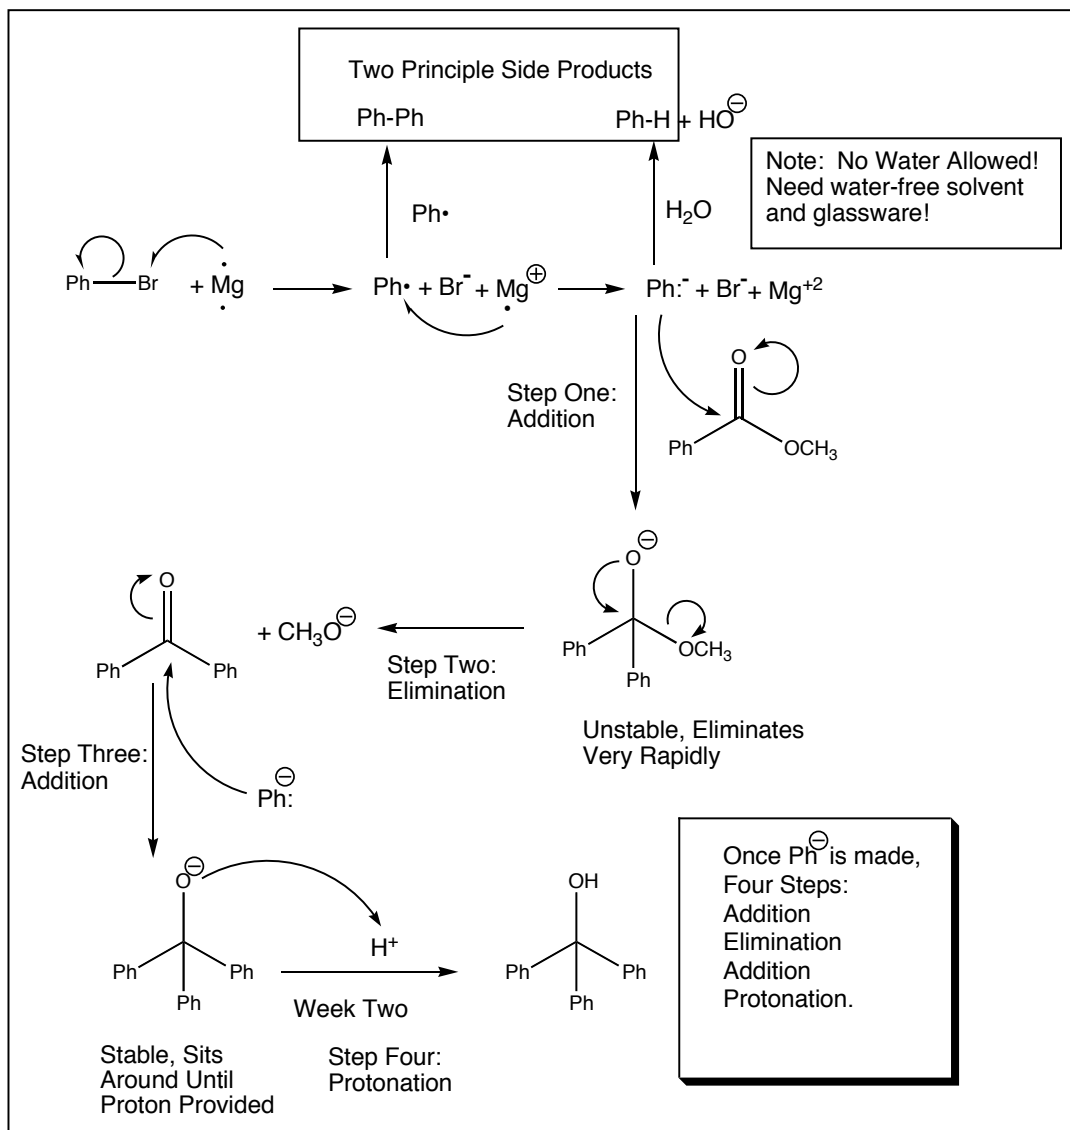 Two Principle Side Products
Ph-Ph
Ph-H + HO⊖
Note: No Water Allowed!
Need water-free solvent
and glassware!
Ph•
H₂O
Ph Br + Mg
Ph• + Br⁻ + Mg⊕
Ph:⁻ + Br⁻ + Mg⁺²
Step One:
Addition
O
Ph OCH₃
O⊖
Ph OCH₃
Ph
Unstable, Eliminates
Very Rapidly
O
Ph Ph
+ CH₃O⊖
Step Two:
Elimination
Step Three:
Addition
Ph:⊖
O⊖
Ph Ph
Ph
Stable, Sits
Around Until
Proton Provided
H⁺
Week Two
Step Four:
Protonation
OH
Ph Ph
Ph
Once Ph⊖ is made,
Four Steps:
Addition
Elimination
Addition
Protonation.